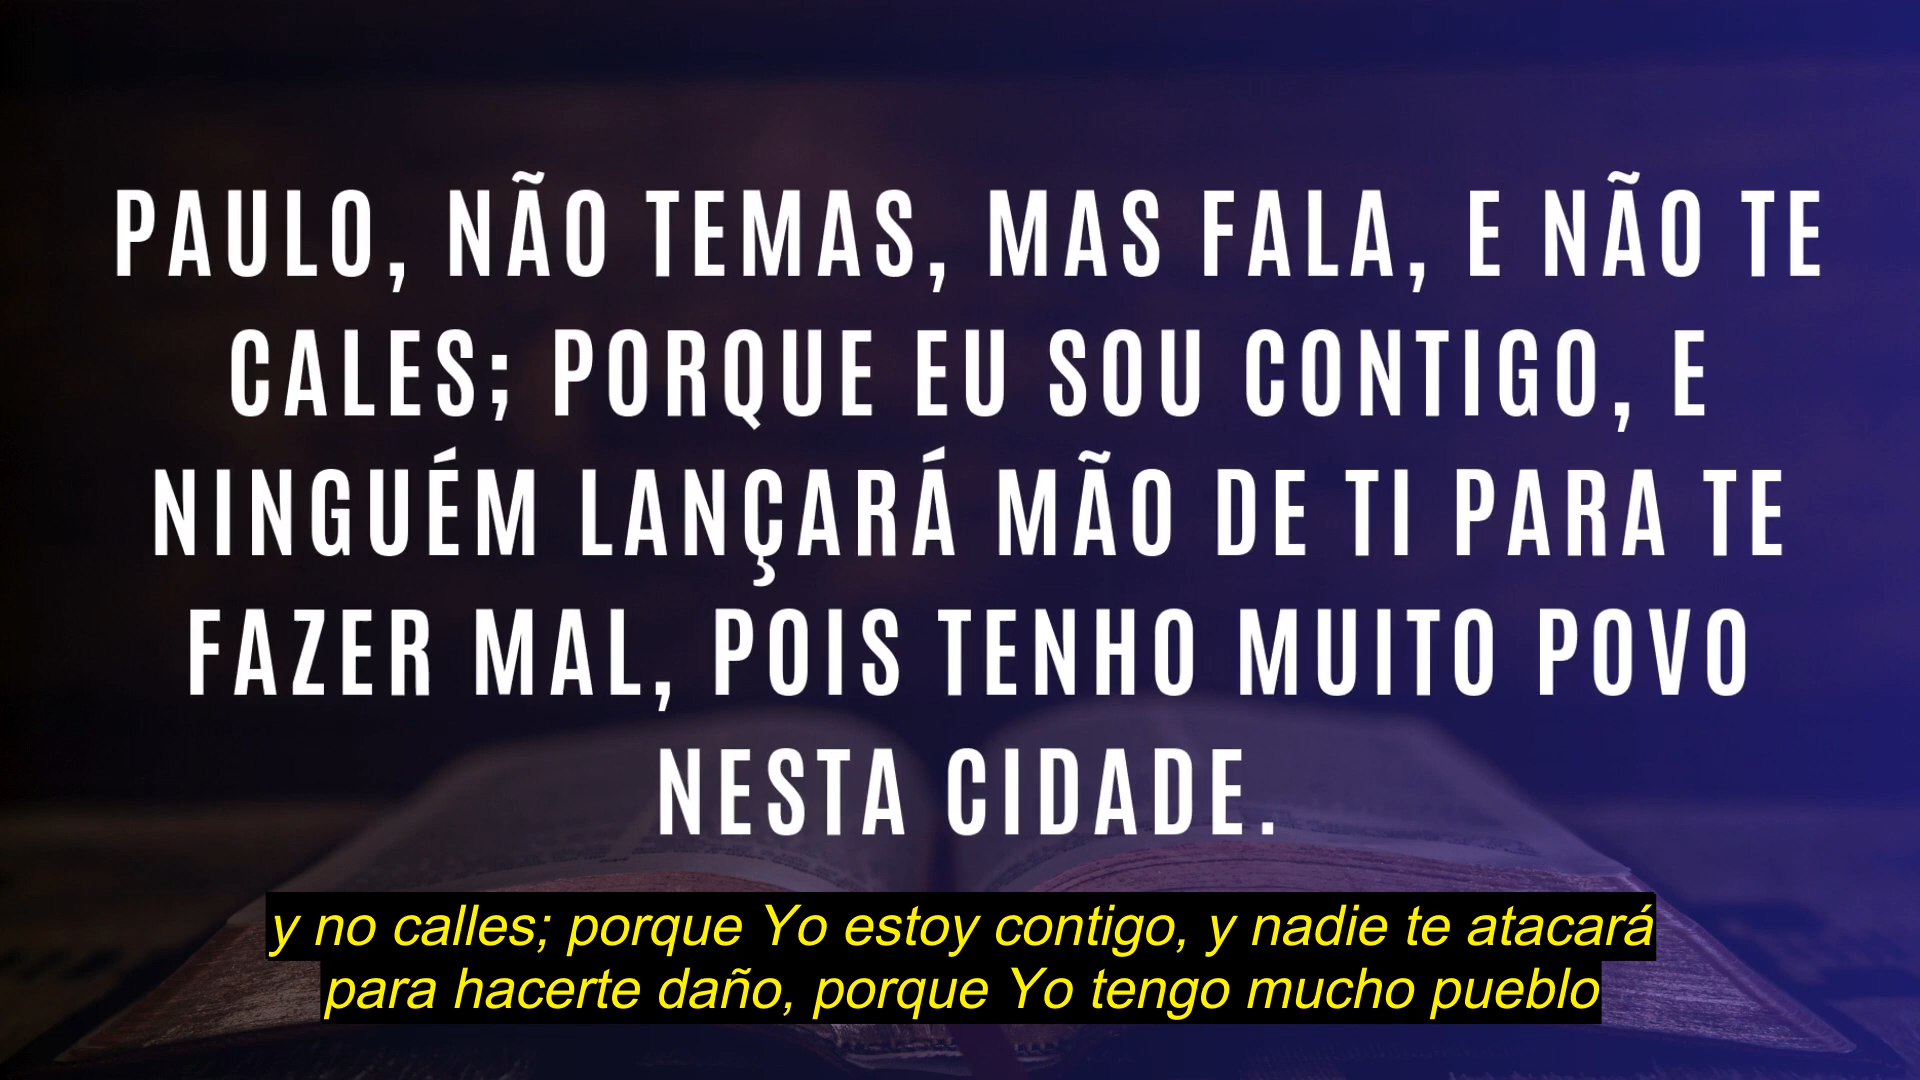 PAULO, NÃO TEMAS, MAS FALA, E NÃO TE
CALES; PORQUE EU SOU CONTIGO, E
NINGUÉM LANÇARÁ MÃO DE TI PARA TE
FAZER MAL, POIS TENHO MUITO POVO
NESTA CIDADE.
y no calles; porque Yo estoy contigo, y nadie te atacará
para hacerte daño, porque Yo tengo mucho pueblo